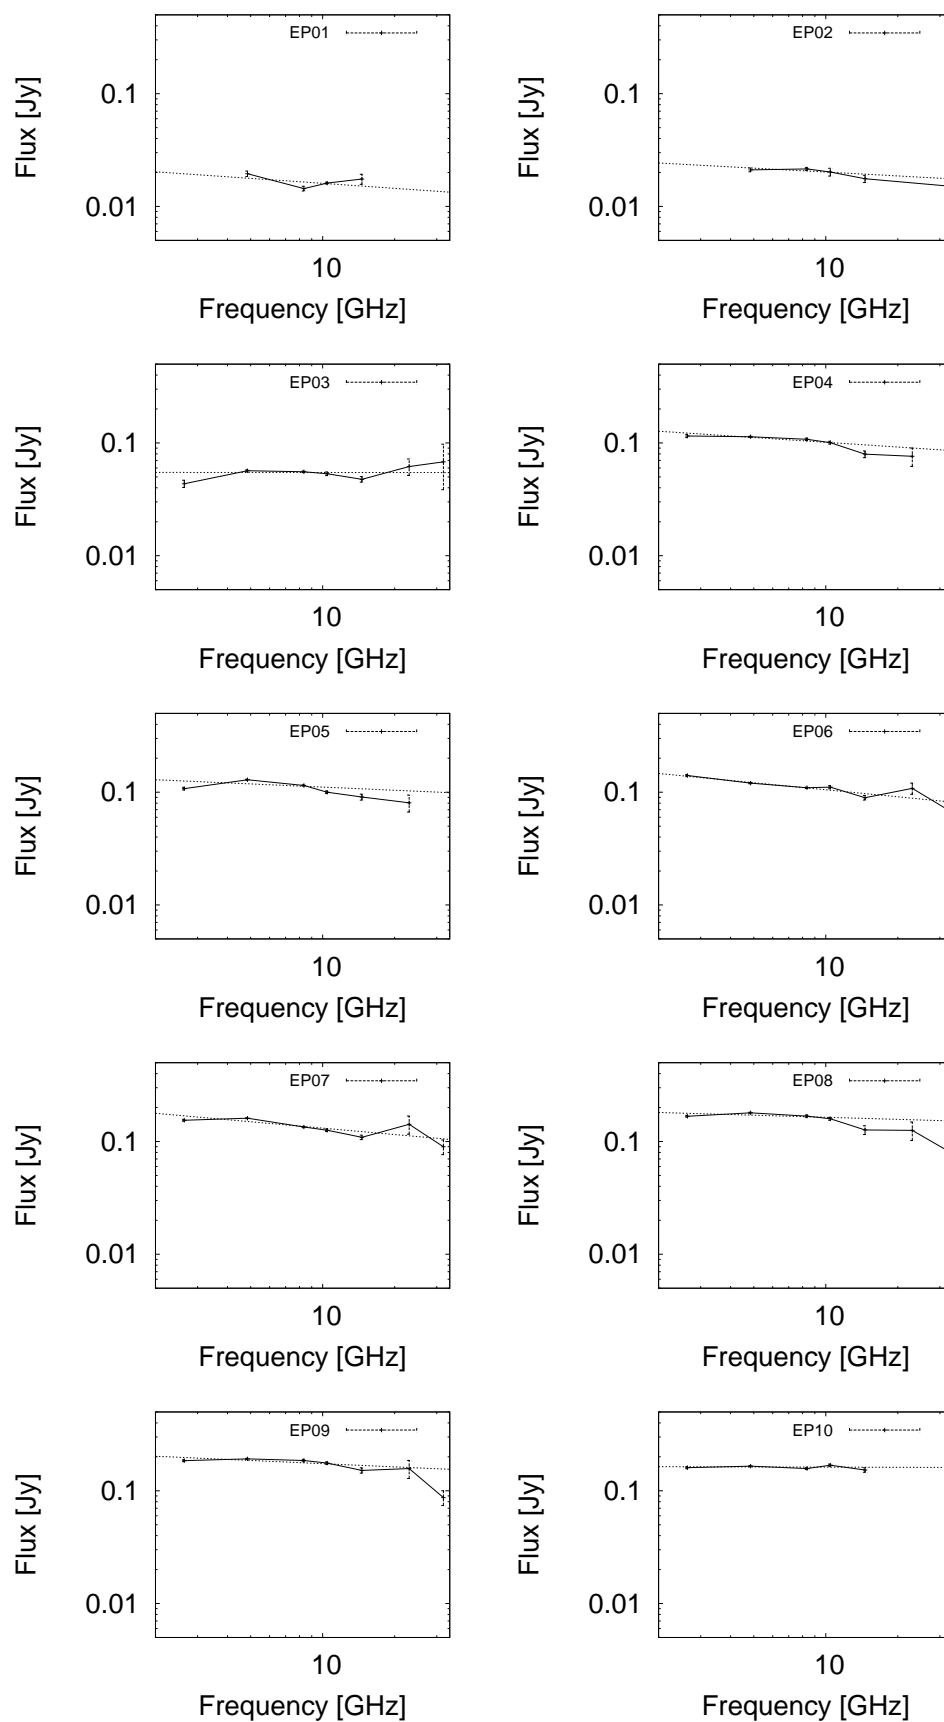 EP01
Flux [Jy]
0.1
0.01
10
Frequency [GHz]
EP02
Flux [Jy]
0.1
0.01
10
Frequency [GHz]
EP03
Flux [Jy]
0.1
0.01
10
Frequency [GHz]
EP04
Flux [Jy]
0.1
0.01
10
Frequency [GHz]
EP05
Flux [Jy]
0.1
0.01
10
Frequency [GHz]
EP06
Flux [Jy]
0.1
0.01
10
Frequency [GHz]
EP07
Flux [Jy]
0.1
0.01
10
Frequency [GHz]
EP08
Flux [Jy]
0.1
0.01
10
Frequency [GHz]
EP09
Flux [Jy]
0.1
0.01
10
Frequency [GHz]
EP10
Flux [Jy]
0.1
0.01
10
Frequency [GHz]